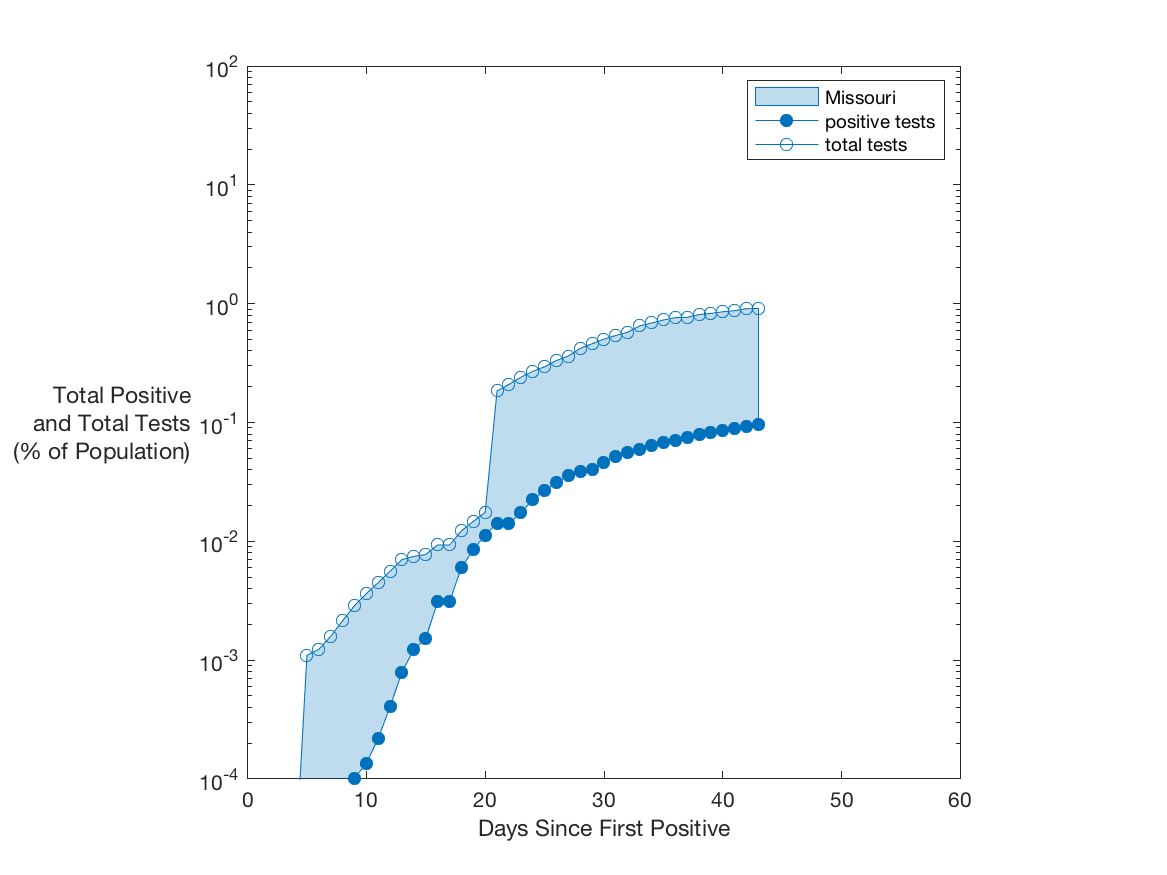 10^2
10^1
10^0
10^-1
10^-2
10^-3
10^-4
Total Positive
and Total Tests
(% of Population)
Missouri
positive tests
total tests
0 10 20 30 40 50 60
Days Since First Positive